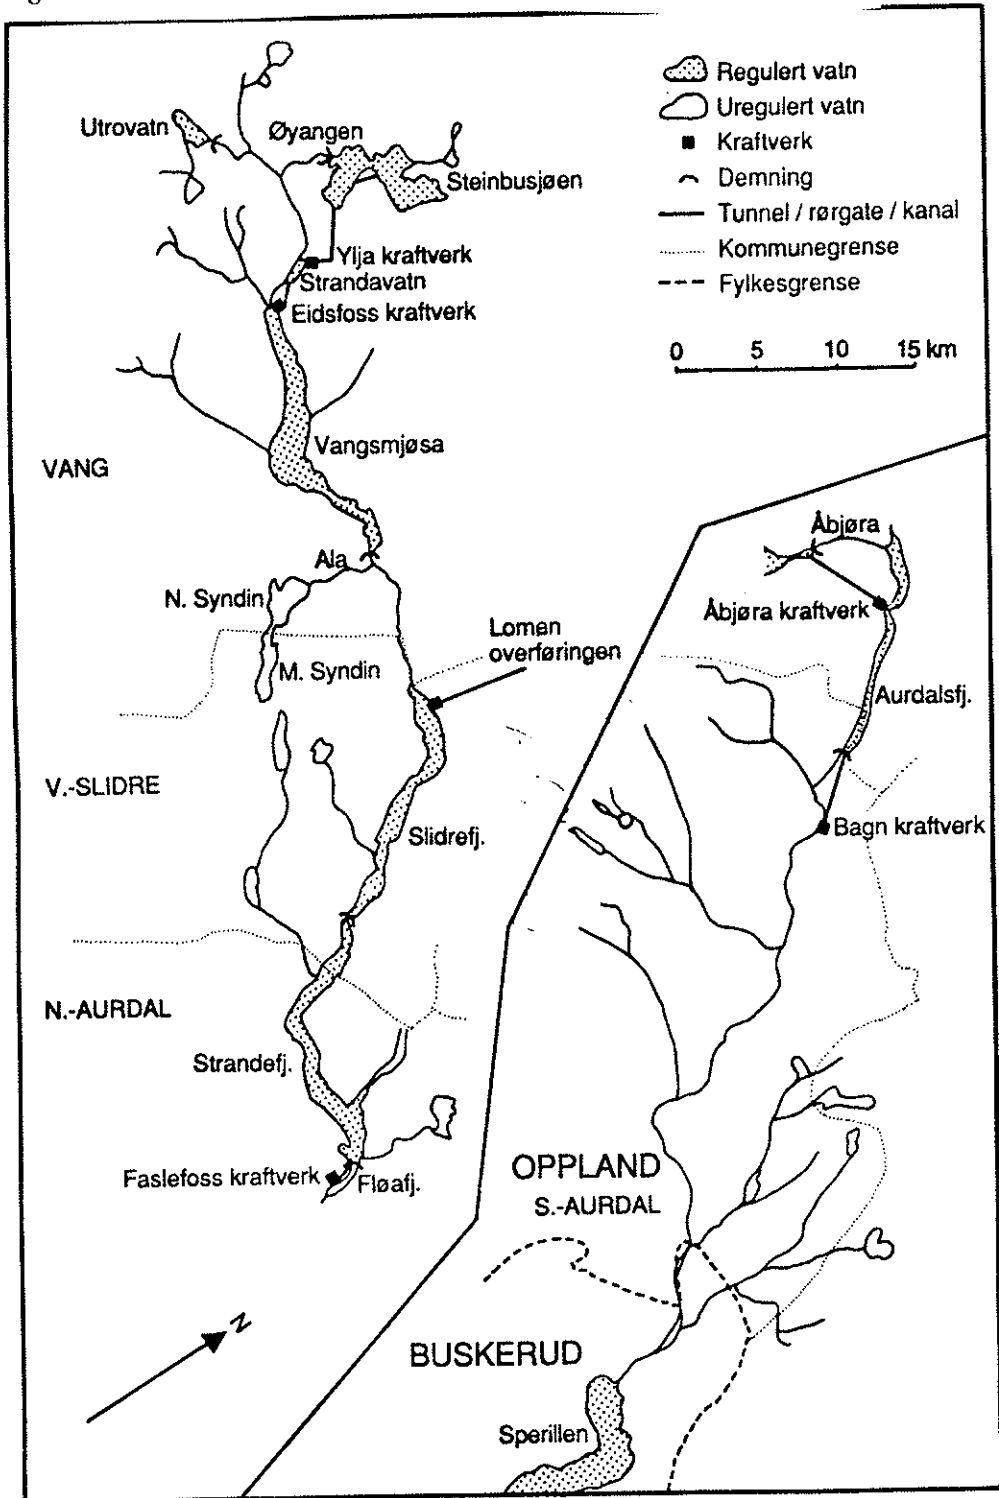 Regulert vatn
Uregulert vatn
Kraftverk
Demning
Tunnel / rørgate / kanal
Kommunegrense
Fylkesgrense
0 5 10 15 km
Utrovatn
Øyangen
Steinbusjøen
Ylja kraftverk
Strandavatn
Eidsfoss kraftverk
Vangsmjøsa
VANG
Ala
N. Syndin
M. Syndin
Lomen
overføringen
V.-SLIDRE
Slidrefj.
N.-AURDAL
Strandefj.
Faslefoss kraftverk
Fløafj.
Åbjøra
Åbjøra kraftverk
Aurdalsfj.
Bagn kraftverk
OPPLAND
S.-AURDAL
BUSKERUD
Sperillen
N